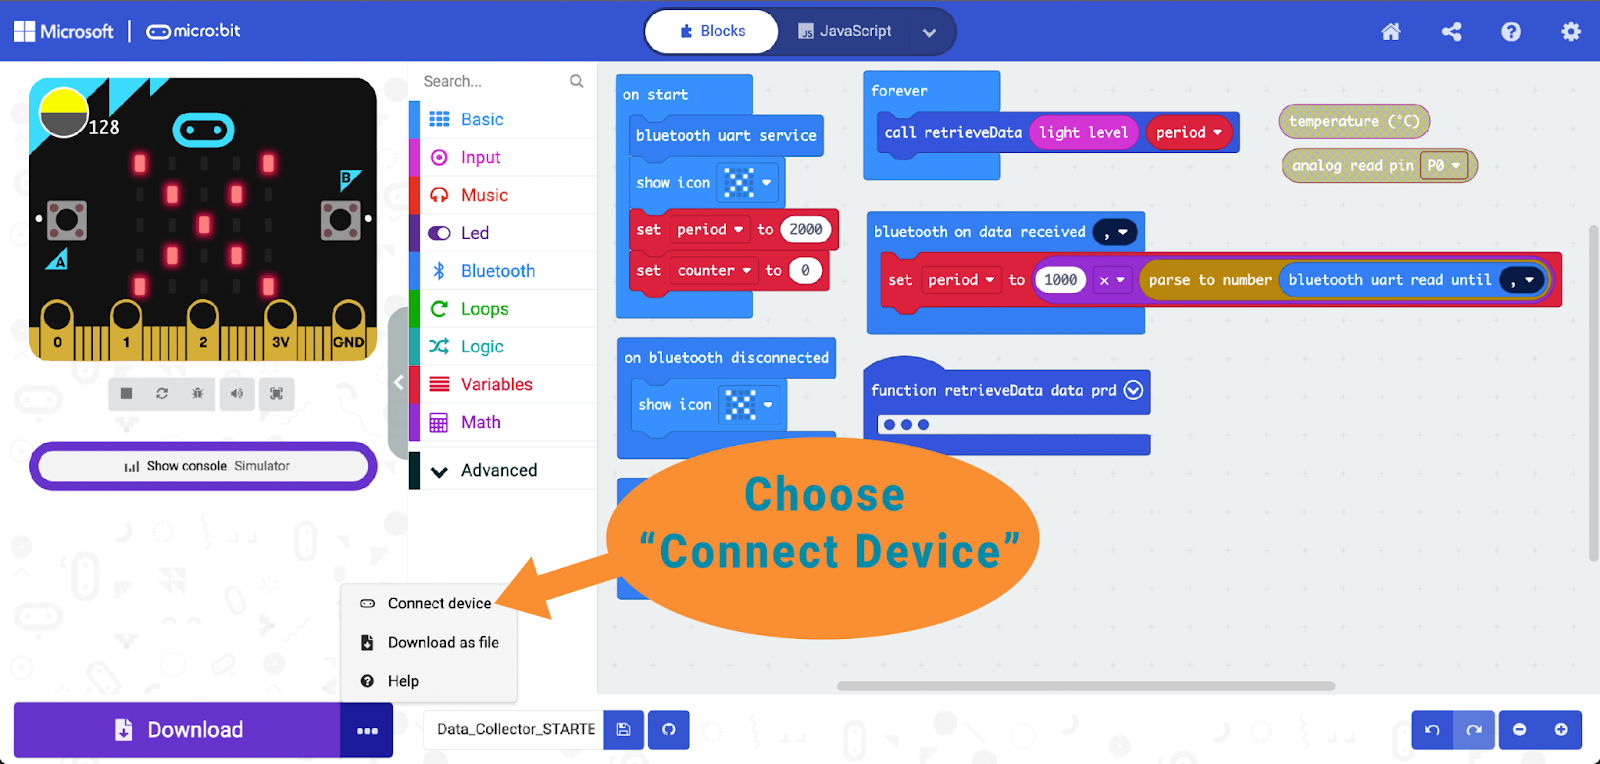 Microsoft | micro:bit
Blocks
JavaScript
128
B
A
0 1 2 3V GND
Show console Simulator
Search...
Basic
Input
Music
Led
Bluetooth
Loops
Logic
Variables
Math
Advanced
on start
bluetooth uart service
show icon
set period to 2000
set counter to 0
on bluetooth disconnected
show icon
forever
call retrieveData light level period
temperature (°C)
analog read pin P0
bluetooth on data received ,
set period to 1000 × parse to number bluetooth uart read until ,
function retrieveData data prd
Choose
“Connect Device”
Connect device
Download as file
Help
Download
Data_Collector_STARTE